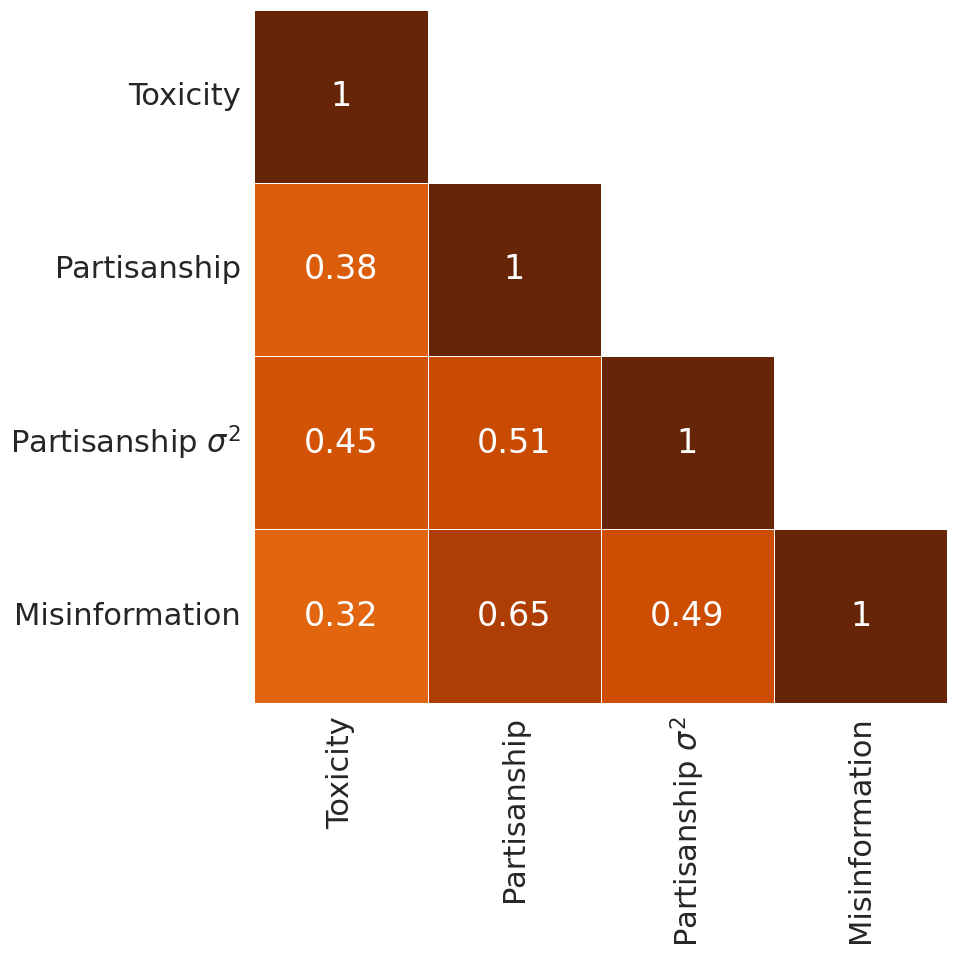 Toxicity 1
Partisanship 0.38 1
Partisanship σ² 0.45 0.51 1
Misinformation 0.32 0.65 0.49 1
Toxicity
Partisanship
Partisanship σ²
Misinformation